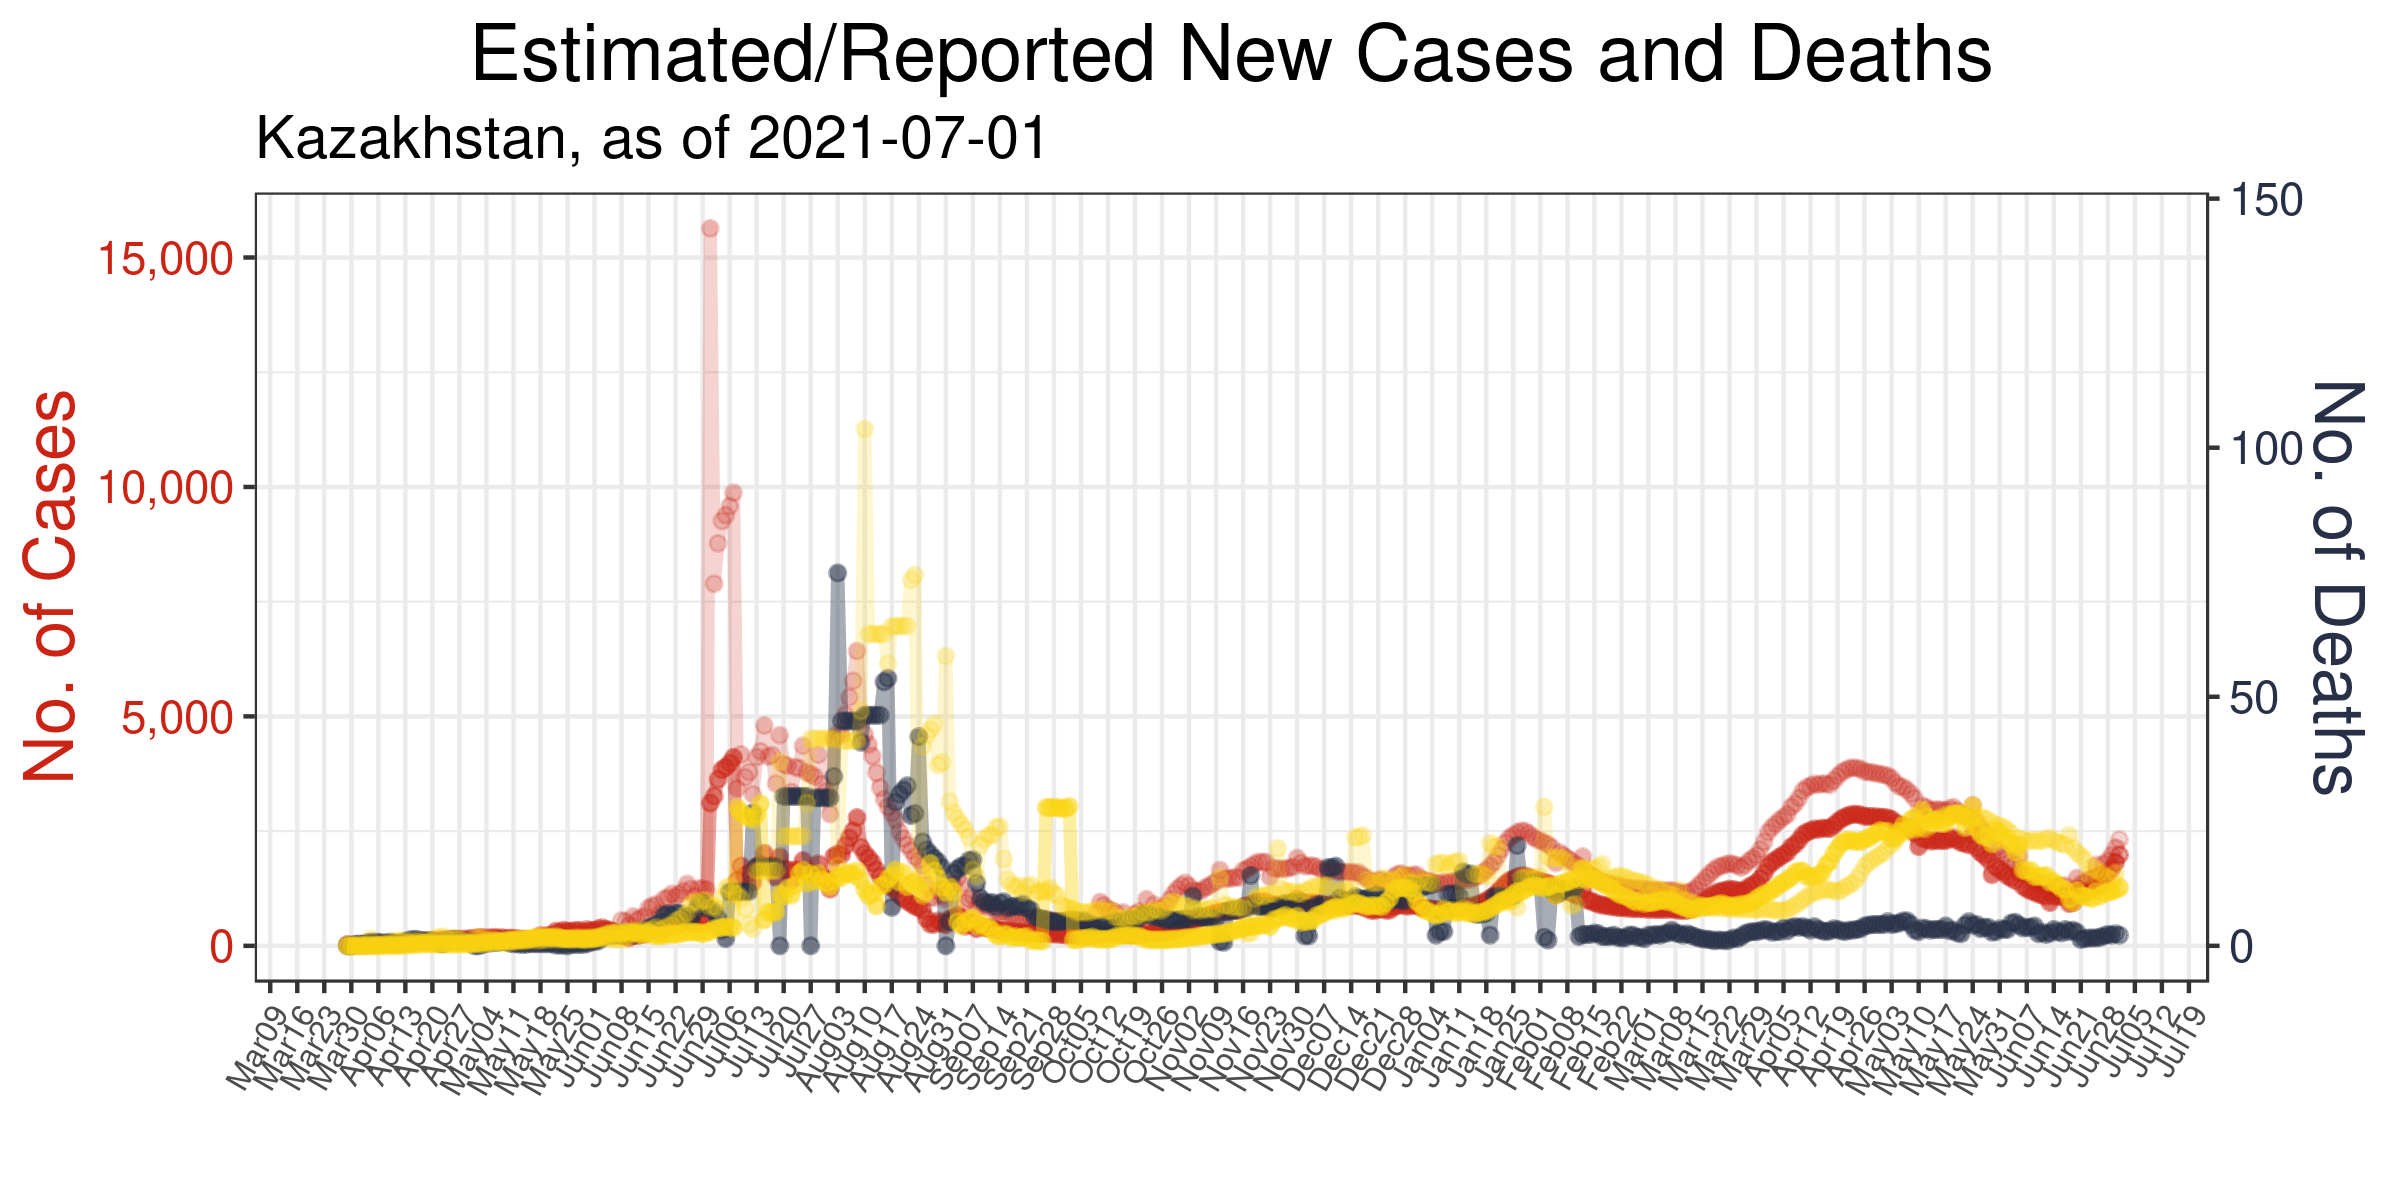 Estimated/Reported New Cases and Deaths
Kazakhstan, as of 2021-07-01
No. of Cases
15,000
10,000
5,000
0
150
100
50
0
No. of Deaths
Mar09
Mar16
Mar23
Mar30
Apr06
Apr13
Apr20
Apr27
May04
May11
May18
May25
Jun01
Jun08
Jun15
Jun22
Jun29
Jul06
Jul13
Jul20
Jul27
Aug03
Aug10
Aug17
Aug24
Aug31
Sep07
Sep14
Sep21
Sep28
Oct05
Oct12
Oct19
Oct26
Nov02
Nov09
Nov16
Nov23
Nov30
Dec07
Dec14
Dec21
Dec28
Jan04
Jan11
Jan18
Jan25
Feb01
Feb08
Feb15
Feb22
Mar01
Mar08
Mar15
Mar22
Mar29
Apr05
Apr12
Apr19
Apr26
May03
May10
May17
May24
May31
Jun07
Jun14
Jun21
Jun28
Jul05
Jul12
Jul19